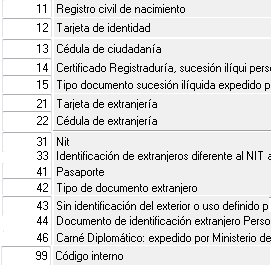 11 Registro civil de nacimiento
12 Tarjeta de identidad
13 Cédula de ciudadanía
14 Certificado Registraduría, sucesión ilíqui pers
15 Tipo documento sucesión ilíquida expedido p
21 Tarjeta de extranjería
22 Cédula de extranjería
31 Nit
33 Identificación de extranjeros diferente al NIT a
41 Pasaporte
42 Tipo de documento extranjero
43 Sin identificación del exterior o uso definido p
44 Documento de identificación extranjero Perso
46 Carné Diplomático: expedido por Ministerio de
99 Código interno